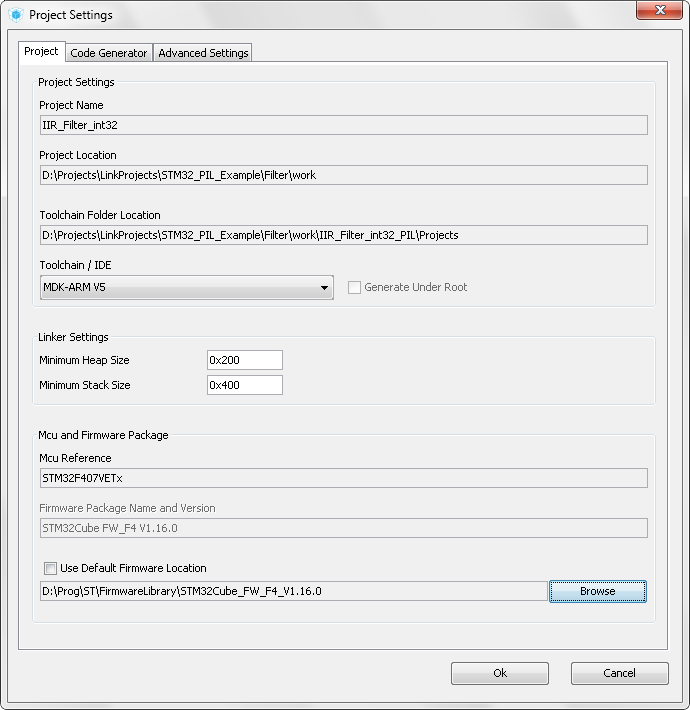 Project Settings
Project
Code Generator
Advanced Settings
Project Settings
Project Name
IIR_Filter_int32
Project Location
D:\Projects\LinkProjects\STM32_PIL_Example\Filter\work
Toolchain Folder Location
D:\Projects\LinkProjects\STM32_PIL_Example\Filter\work\IIR_Filter_int32_PIL\Projects
Toolchain / IDE
MDK-ARM V5
Generate Under Root
Linker Settings
Minimum Heap Size
0x200
Minimum Stack Size
0x400
Mcu and Firmware Package
Mcu Reference
STM32F407VETx
Firmware Package Name and Version
STM32Cube FW_F4 V1.16.0
Use Default Firmware Location
D:\Prog\ST\FirmwareLibrary\STM32Cube_FW_F4_V1.16.0
Browse
Ok
Cancel